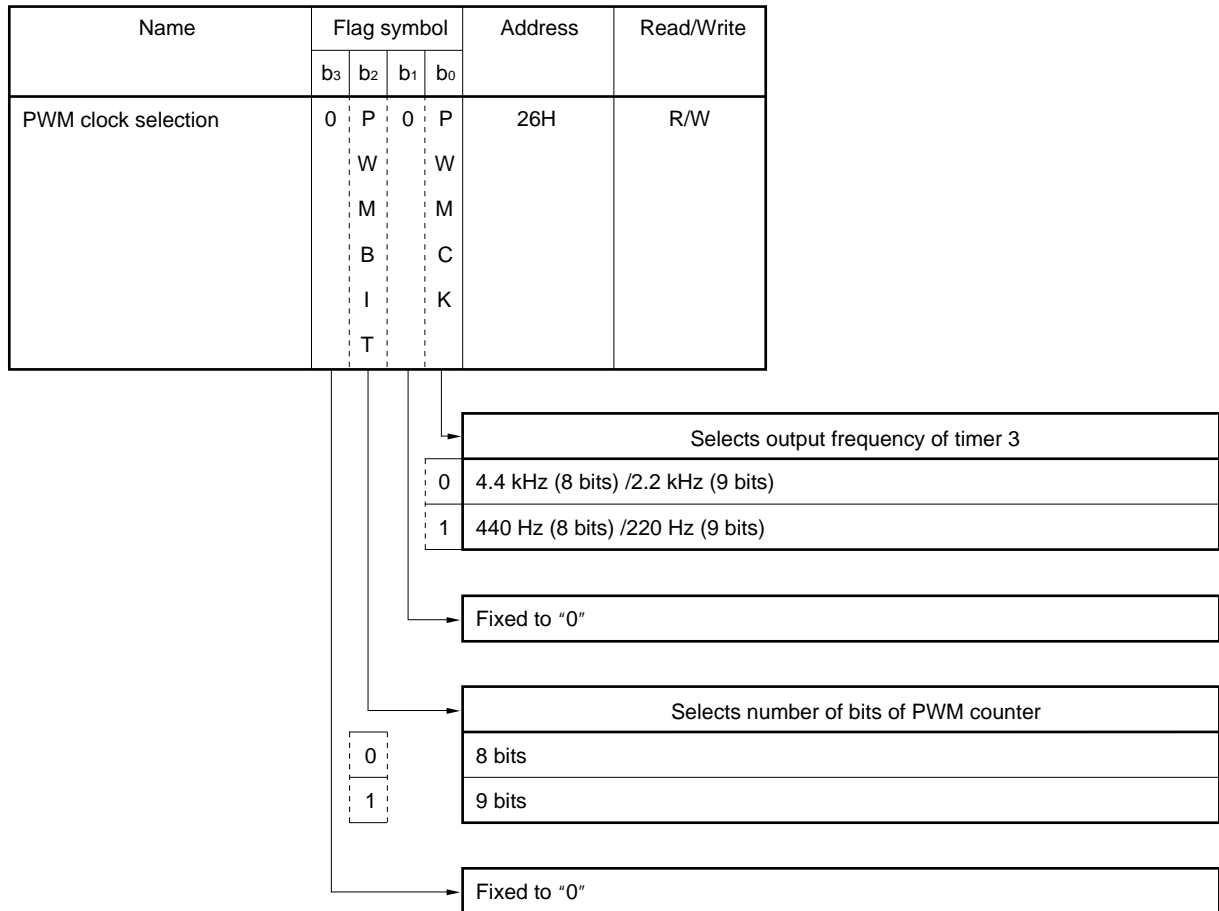 Name Flag symbol Address Read/Write
b3 b2 b1 b0
PWM clock selection 0 P 0 P 26H R/W
W W
M M
B C
I K
T
Selects output frequency of timer 3
0 4.4 kHz (8 bits) /2.2 kHz (9 bits)
1 440 Hz (8 bits) /220 Hz (9 bits)
Fixed to “0”
Selects number of bits of PWM counter
0 8 bits
1 9 bits
Fixed to “0”